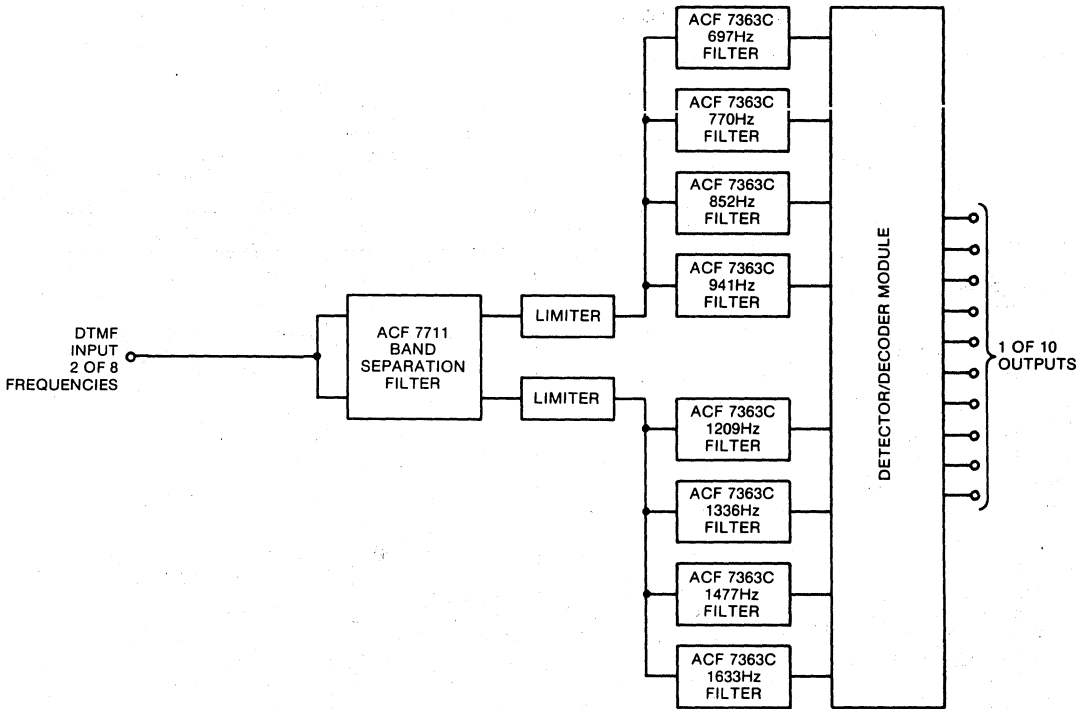 DTMF
INPUT
2 OF 8
FREQUENCIES
ACF 7711
BAND
SEPARATION
FILTER
LIMITER
LIMITER
ACF 7363C
697Hz
FILTER
ACF 7363C
770Hz
FILTER
ACF 7363C
852Hz
FILTER
ACF 7363C
941Hz
FILTER
ACF 7363C
1209Hz
FILTER
ACF 7363C
1336Hz
FILTER
ACF 7363C
1477Hz
FILTER
ACF 7363C
1633Hz
FILTER
DETECTOR/DECODER MODULE
1 OF 10
OUTPUTS